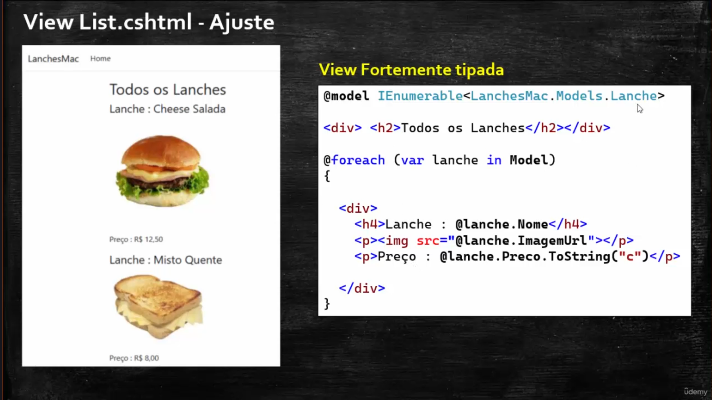 View List.cshtml - Ajuste
LanchesMac Home
Todos os Lanches
Lanche : Cheese Salada
Preço : R$ 12,50
Lanche : Misto Quente
Preço : R$ 8,00
View Fortemente tipada
@model IEnumerable<LanchesMac.Models.Lanche>
<div> <h2>Todos os Lanches</h2></div>
@foreach (var lanche in Model)
{
<div>
<h4>Lanche : @lanche.Nome</h4>
<p><img src="@lanche.ImagemUrl"></p>
<p>Preço : @lanche.Preco.ToString("c")</p>
</div>
}
ûdemy